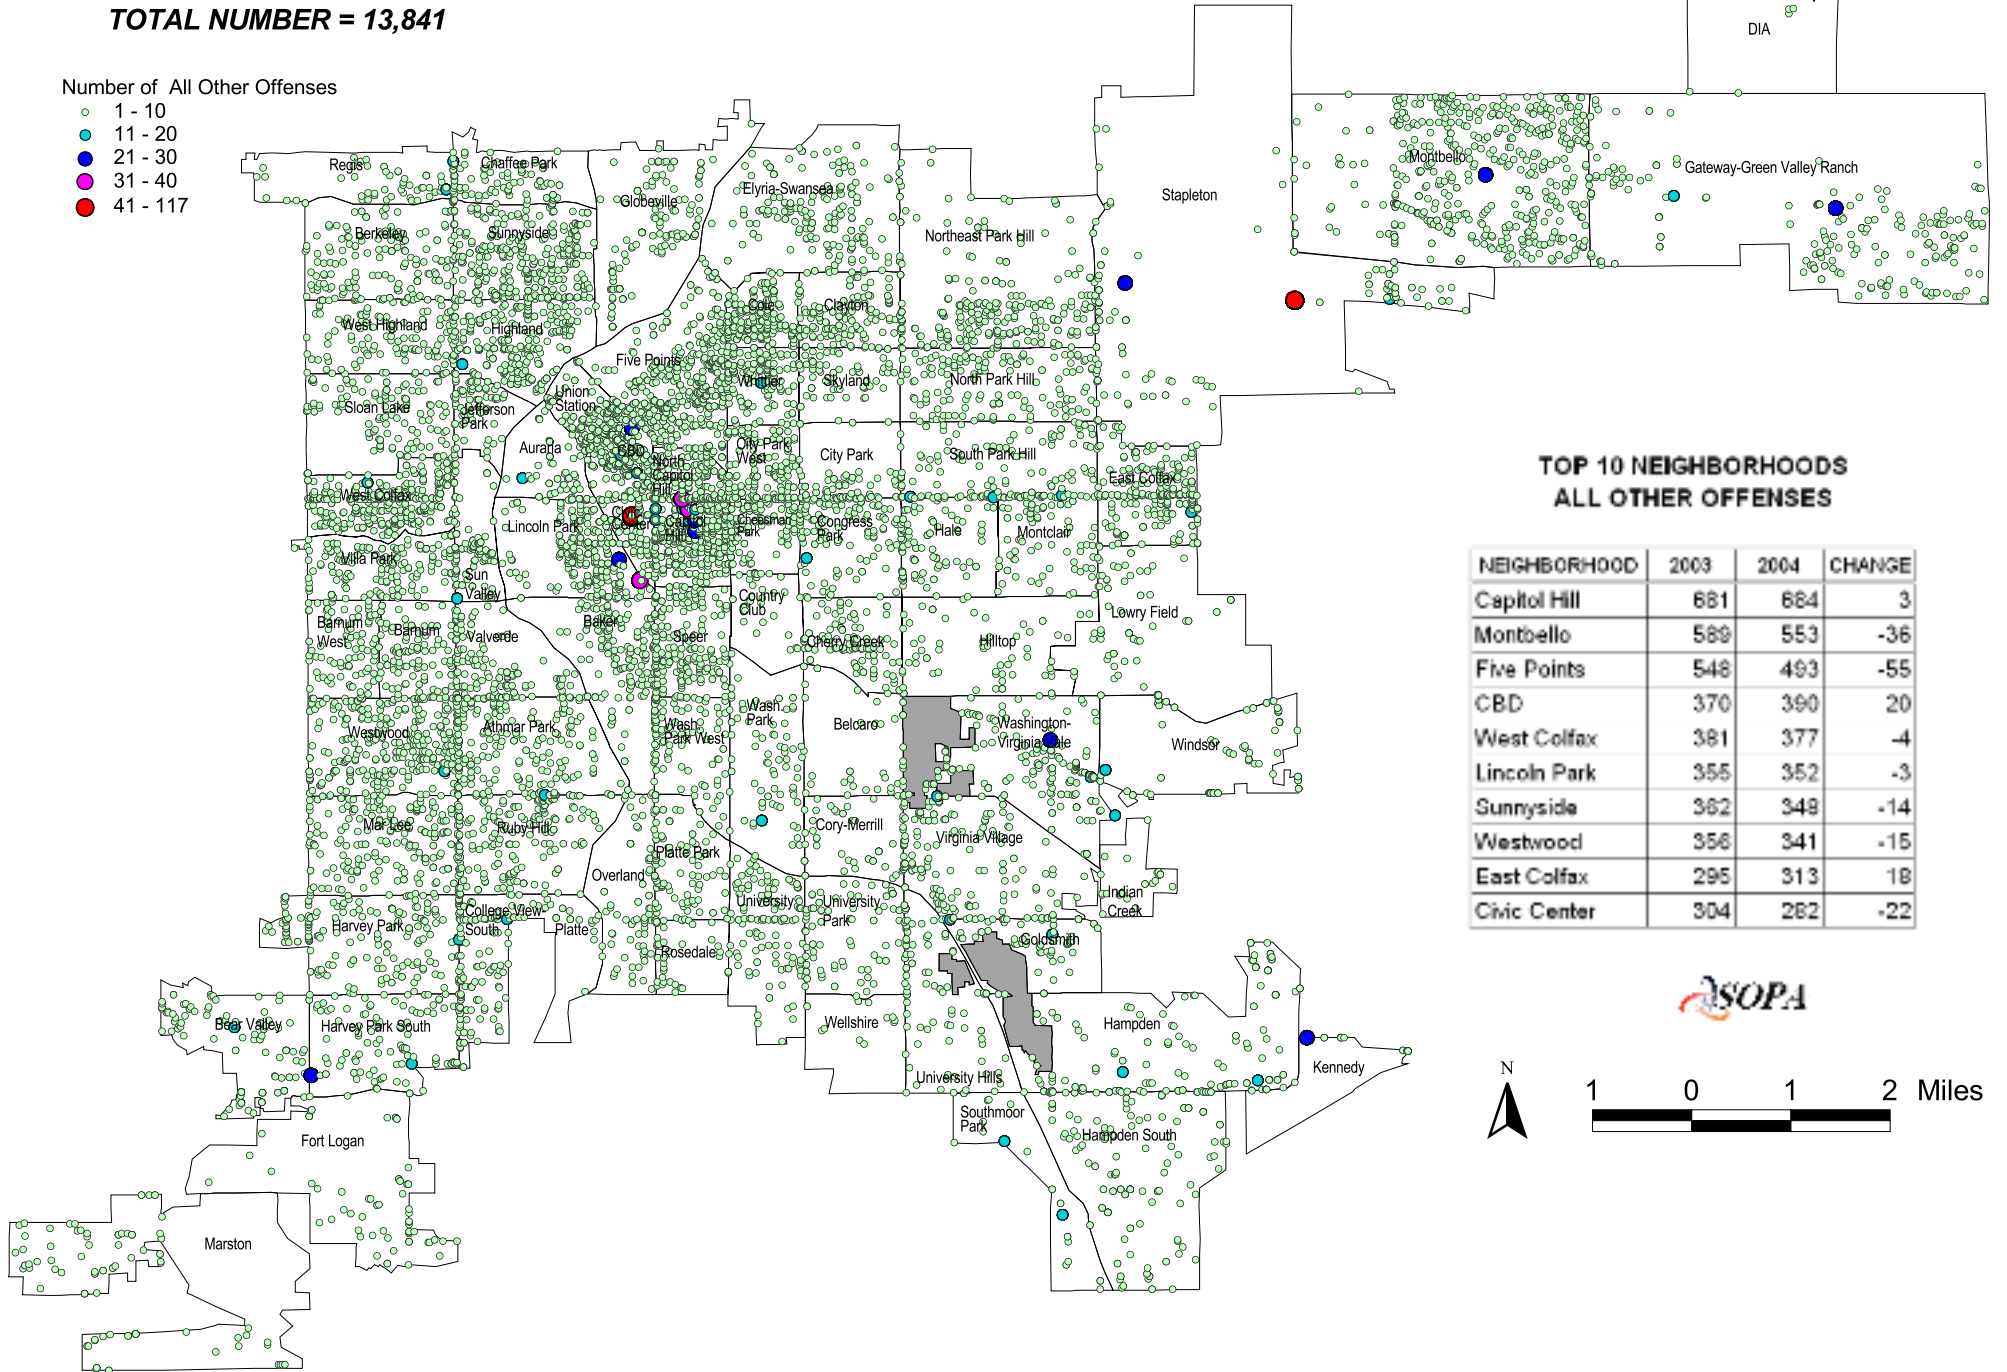 TOTAL NUMBER = 13,841
Number of All Other Offenses
1 - 10
11 - 20
21 - 30
31 - 40
41 - 117
DIA
Regis
Chaffee Park
Globeville
Elyria-Swansea
Stapleton
Montbello
Gateway-Green Valley Ranch
Berkeley
Sunnyside
Northeast Park Hill
West Highland
Highland
Cole
Clayton
Five Points
Union
Station
Whittier
Skyland
North Park Hill
Sloan Lake
Jefferson
Park
Auraria
CBD
North
Capitol
Hill
City Park
West
City Park
South Park Hill
East Colfax
West Colfax
Lincoln Park
Civic
Center
Capitol
Hill
Cheesman
Park
Congress
Park
Hale
Montclair
Villa Park
Sun
Valley
Country
Club
Lowry Field
Barnum
West
Barnum
Valverde
Baker
Speer
Cherry Creek
Hilltop
Westwood
Athmar Park
Wash
Park West
Wash
Park
Belcaro
Washington-
Virginia Vale
Windsor
Mar Lee
Ruby Hill
Platte Park
Cory-Merrill
Virginia Village
Overland
University
University
Park
Indian
Creek
Harvey Park
College View-
South
Platte
Rosedale
Goldsmith
Bear Valley
Harvey Park South
Wellshire
Hampden
University Hills
Kennedy
Southmoor
Park
Hampden South
Fort Logan
Marston
TOP 10 NEIGHBORHOODS
ALL OTHER OFFENSES
NEIGHBORHOOD 2003 2004 CHANGE
Capitol Hill 681 684 3
Montbello 589 553 -36
Five Points 548 493 -55
CBD 370 390 20
West Colfax 381 377 -4
Lincoln Park 355 352 -3
Sunnyside 362 348 -14
Westwood 356 341 -15
East Colfax 295 313 18
Civic Center 304 282 -22
SOPA
N
1 0 1 2 Miles